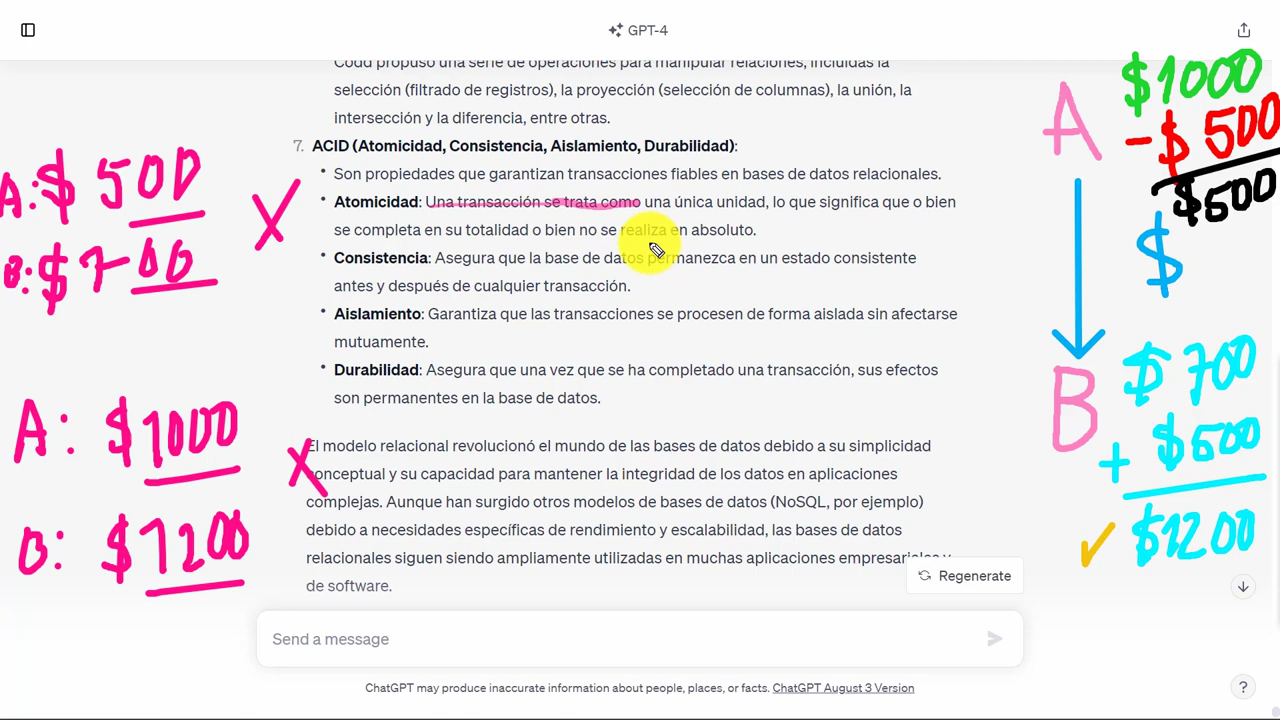 GPT-4
Codd propuso una serie de operaciones para manipular relaciones, incluidas la
selección (filtrado de registros), la proyección (selección de columnas), la unión, la
intersección y la diferencia, entre otras.
7. ACID (Atomicidad, Consistencia, Aislamiento, Durabilidad):
• Son propiedades que garantizan transacciones fiables en bases de datos relacionales.
• Atomicidad: Una transacción se trata como una única unidad, lo que significa que o bien
se completa en su totalidad o bien no se realiza en absoluto.
• Consistencia: Asegura que la base de datos permanezca en un estado consistente
antes y después de cualquier transacción.
• Aislamiento: Garantiza que las transacciones se procesen de forma aislada sin afectarse
mutuamente.
• Durabilidad: Asegura que una vez que se ha completado una transacción, sus efectos
son permanentes en la base de datos.
El modelo relacional revolucionó el mundo de las bases de datos debido a su simplicidad
conceptual y su capacidad para mantener la integridad de los datos en aplicaciones
complejas. Aunque han surgido otros modelos de bases de datos (NoSQL, por ejemplo)
debido a necesidades específicas de rendimiento y escalabilidad, las bases de datos
relacionales siguen siendo ampliamente utilizadas en muchas aplicaciones empresariales y
de software.
Regenerate
Send a message
ChatGPT may produce inaccurate information about people, places, or facts. ChatGPT August 3 Version
?
A: $500 X
B: $700
A: $1000 X
B: $1200
A $1000
- $500
$500
$
B $700
+ $500
✓ $1200